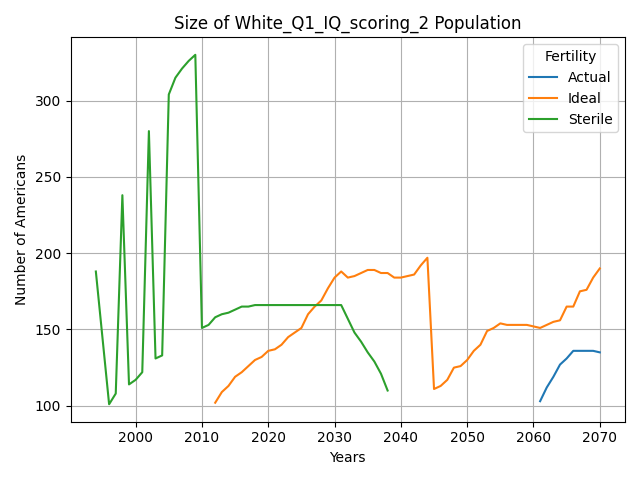 Size of White_Q1_IQ_scoring_2 Population
Number of Americans
300
250
200
150
100
Fertility
Actual
Ideal
Sterile
2000 2010 2020 2030 2040 2050 2060 2070
Years